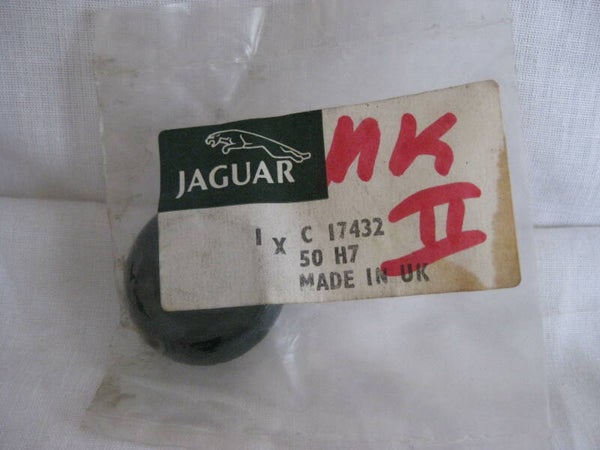 JAGUAR
MK
II
1 x C 17432
50 H7
MADE IN UK